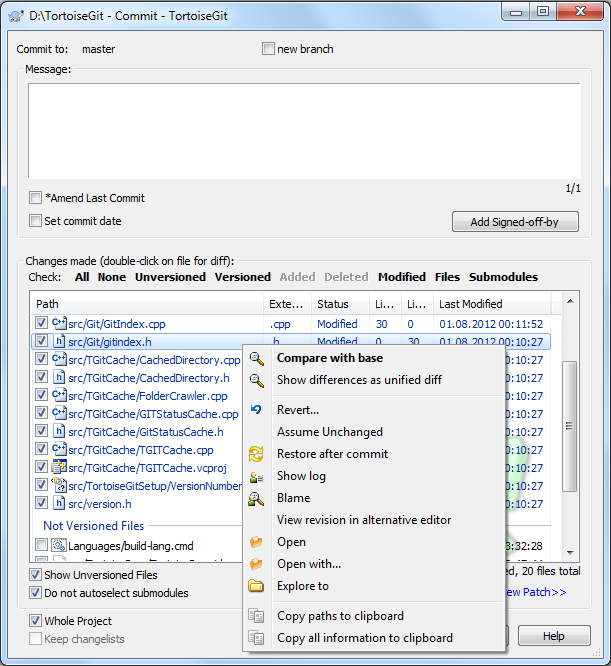 D:\TortoiseGit - Commit - TortoiseGit
Commit to: master new branch
Message:
1/1
*Amend Last Commit
Set commit date
Add Signed-off-by
Changes made (double-click on file for diff):
Check: All None Unversioned Versioned Added Deleted Modified Files Submodules
Path Exte... Status Li... Li... Last Modified
src/Git/GitIndex.cpp .cpp Modified 30 0 01.08.2012 00:11:52
src/Git/gitindex.h .h Modified 0 30 01.08.2012 00:10:27
src/TGitCache/CachedDirectory.cpp 0:10:27
src/TGitCache/CachedDirectory.h 0:10:27
src/TGitCache/FolderCrawler.cpp 0:10:27
src/TGitCache/GITStatusCache.cpp 0:10:27
src/TGitCache/GitStatusCache.h 0:10:27
src/TGitCache/TGITCache.cpp 0:10:27
src/TGitCache/TGITCache.vcproj 0:10:27
src/TortoiseGitSetup/VersionNumber 0:10:27
src/version.h 0:10:27
Not Versioned Files
Languages/build-lang.cmd 3:32:28
Compare with base
Show differences as unified diff
Revert...
Assume Unchanged
Restore after commit
Show log
Blame
View revision in alternative editor
Open
Open with...
Explore to
Copy paths to clipboard
Copy all information to clipboard
Show Unversioned Files ed, 20 files total
Do not autoselect submodules ew Patch>>
Whole Project
Keep changelists
Help